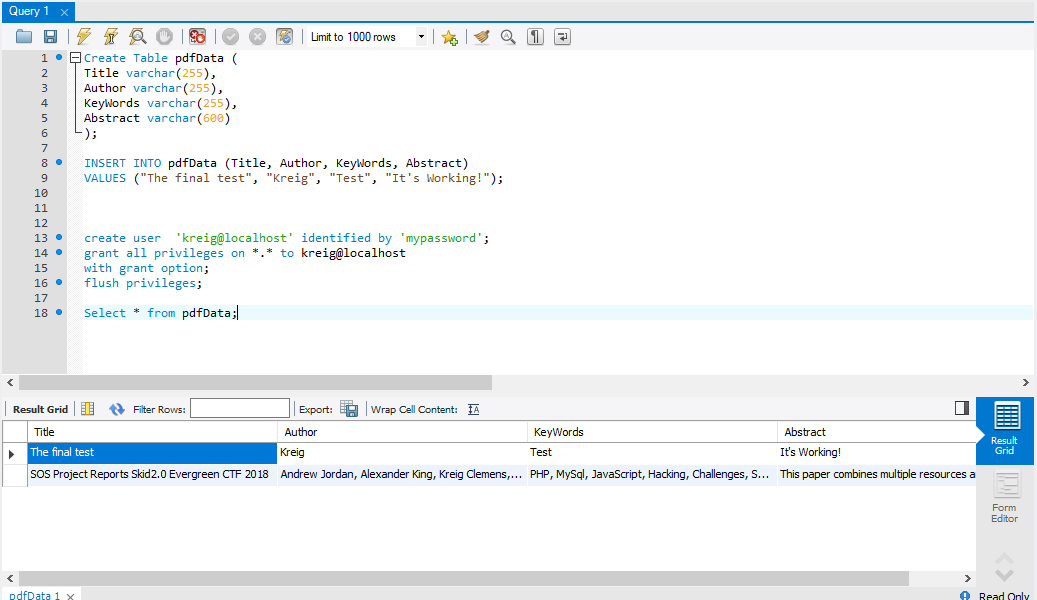 Query 1
Limit to 1000 rows
1 Create Table pdfData (
2 Title varchar(255),
3 Author varchar(255),
4 KeyWords varchar(255),
5 Abstract varchar(600)
6 );
7
8 INSERT INTO pdfData (Title, Author, KeyWords, Abstract)
9 VALUES ("The final test", "Kreig", "Test", "It's Working!");
10
11
12
13 create user  'kreig@localhost' identified by 'mypassword';
14 grant all privileges on *.* to kreig@localhost
15 with grant option;
16 flush privileges;
17
18 Select * from pdfData;
Result Grid Filter Rows: Export: Wrap Cell Content:
Title Author KeyWords Abstract
The final test Kreig Test It's Working!
SOS Project Reports Skid2.0 Evergreen CTF 2018 Andrew Jordan, Alexander King, Kreig Clemens,... PHP, MySql, JavaScript, Hacking, Challenges, S... This paper combines multiple resources a
Result
Grid
Form
Editor
pdfData 1 Read Only